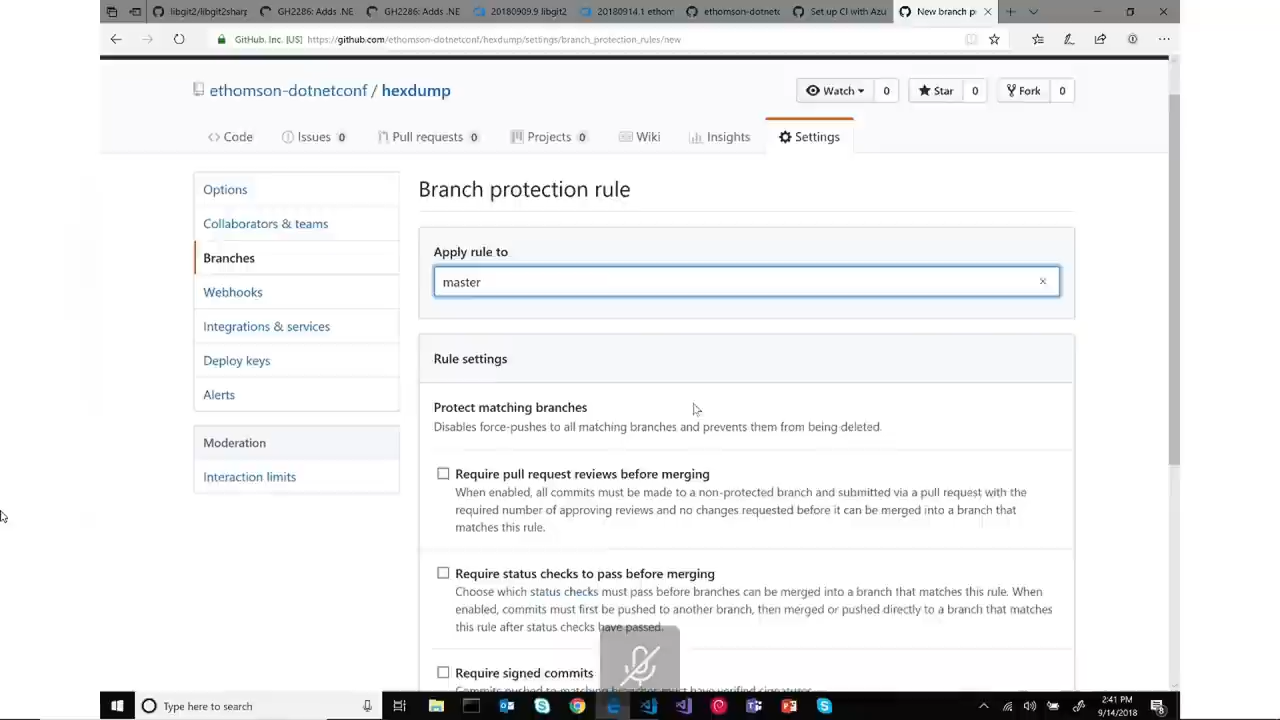 libgit2/libgit2sharp
GH2286: Adds .NE
GH2286: Adds .NE
20180909.9 libgit2
20180914.1 ethom
ethomson-dotnetc
Set up CI with Azu
New branch p
GitHub, Inc. [US] https://github.com/ethomson-dotnetconf/hexdump/settings/branch_protection_rules/new
ethomson-dotnetconf / hexdump
Watch 0 Star 0 Fork 0
Code Issues 0 Pull requests 0 Projects 0 Wiki Insights Settings
Options
Collaborators & teams
Branches
Webhooks
Integrations & services
Deploy keys
Alerts
Moderation
Interaction limits
Branch protection rule
Apply rule to
master
Rule settings
Protect matching branches
Disables force-pushes to all matching branches and prevents them from being deleted.
Require pull request reviews before merging
When enabled, all commits must be made to a non-protected branch and submitted via a pull request with the
required number of approving reviews and no changes requested before it can be merged into a branch that
matches this rule.
Require status checks to pass before merging
Choose which status checks must pass before branches can be merged into a branch that matches this rule. When
enabled, commits must first be pushed to another branch, then merged or pushed directly to a branch that matches
this rule after status checks have passed.
Require signed commits
Commits pushed to matching branches must have verified signatures.
Type here to search
2:41 PM
9/14/2018